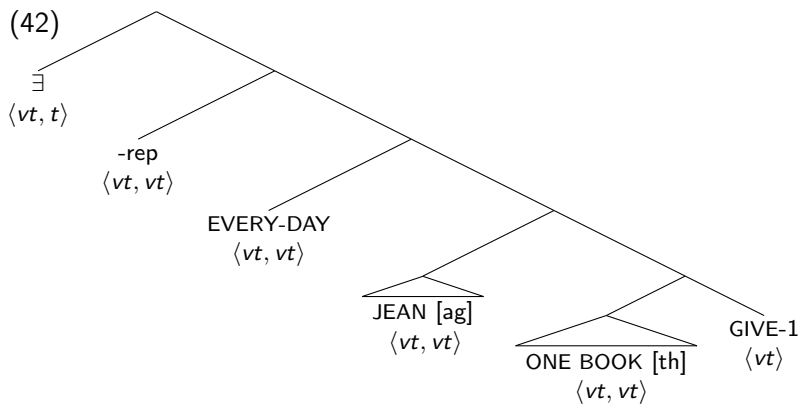 (42)
∃
⟨vt, t⟩
-rep
⟨vt, vt⟩
EVERY-DAY
⟨vt, vt⟩
JEAN [ag]
⟨vt, vt⟩
ONE BOOK [th]
⟨vt, vt⟩
GIVE-1
⟨vt⟩